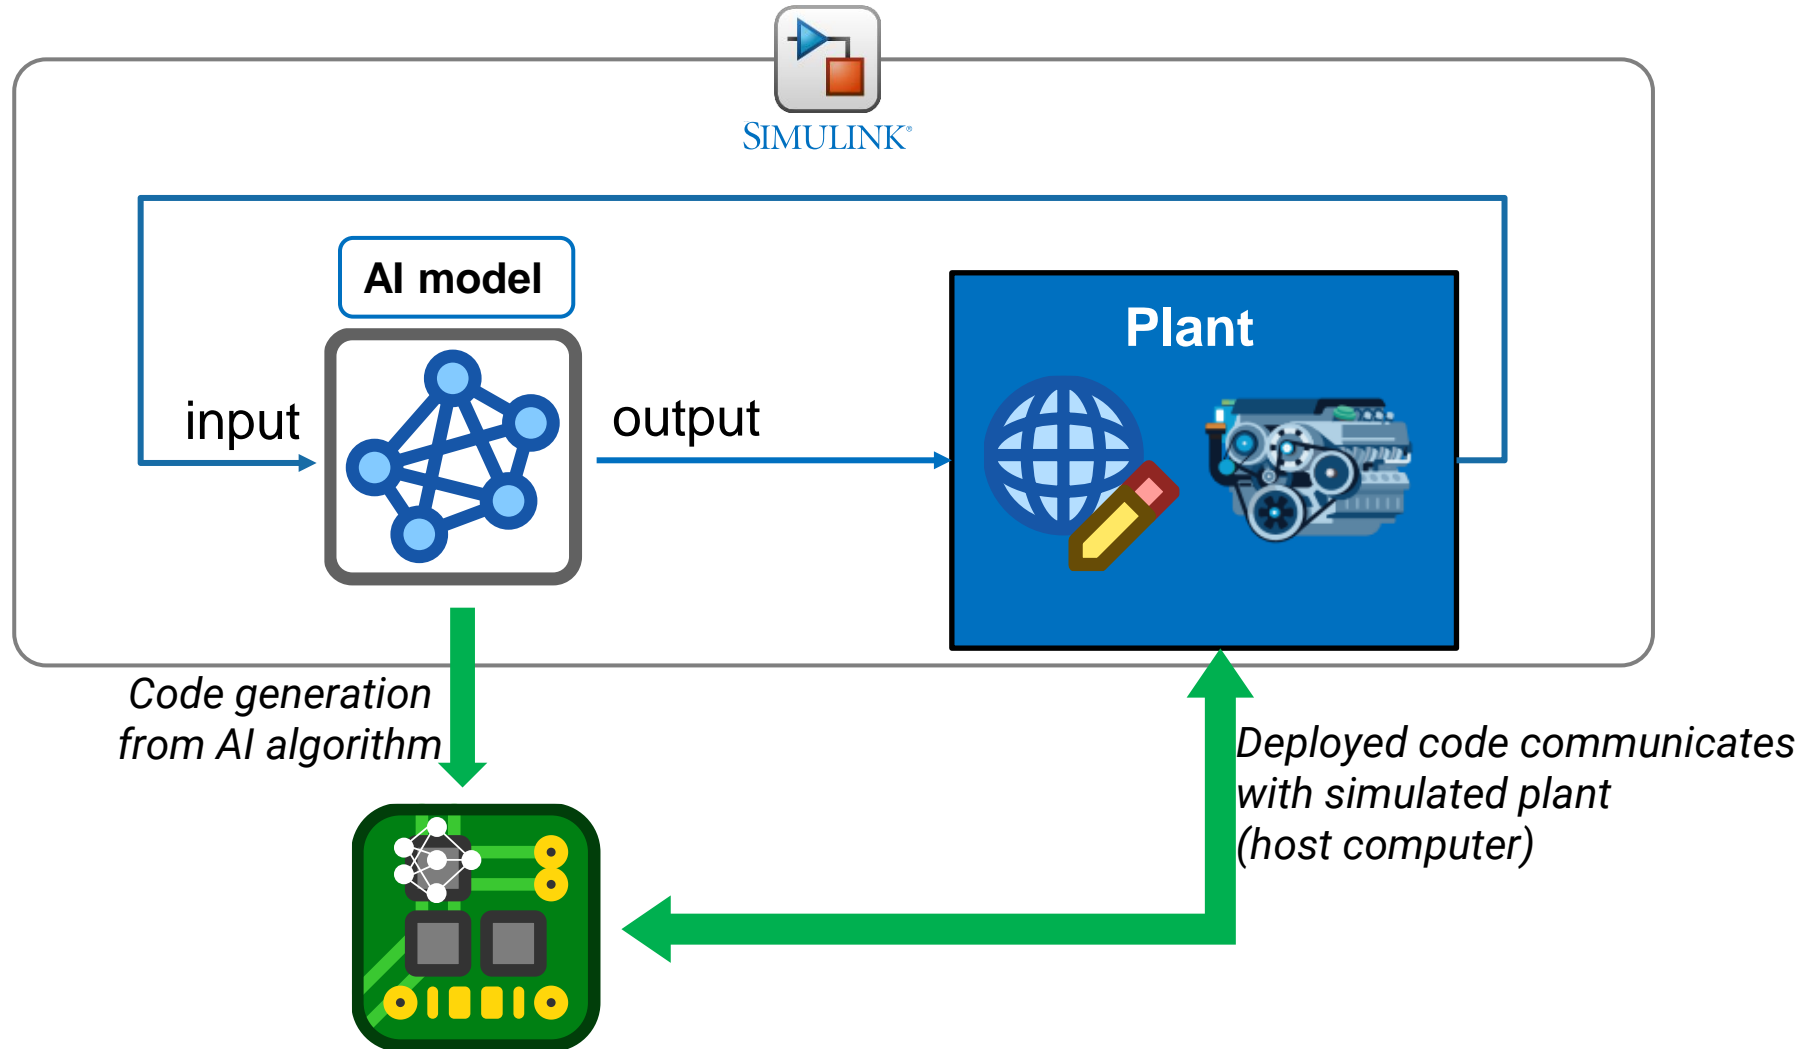 SIMULINK®
AI model
Plant
input
output
Code generation
from AI algorithm
Deployed code communicates
with simulated plant
(host computer)